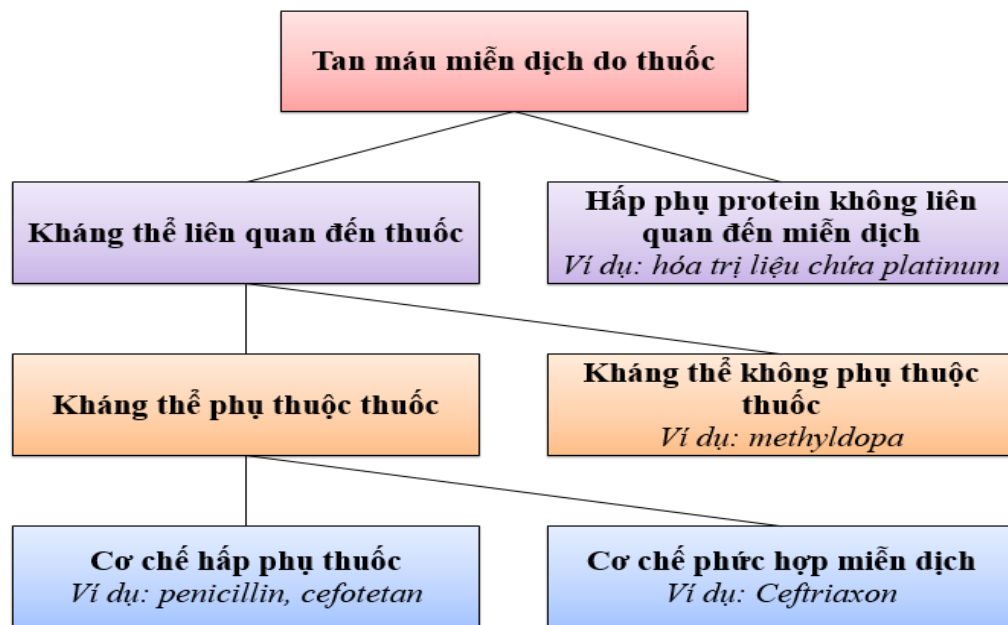 Tan máu miễn dịch do thuốc
Kháng thể liên quan đến thuốc
Hấp phụ protein không liên
quan đến miễn dịch
Ví dụ: hóa trị liệu chứa platinum
Kháng thể phụ thuộc thuốc
Kháng thể không phụ thuộc
thuốc
Ví dụ: methyldopa
Cơ chế hấp phụ thuốc
Ví dụ: penicillin, cefotetan
Cơ chế phức hợp miễn dịch
Ví dụ: Ceftriaxon